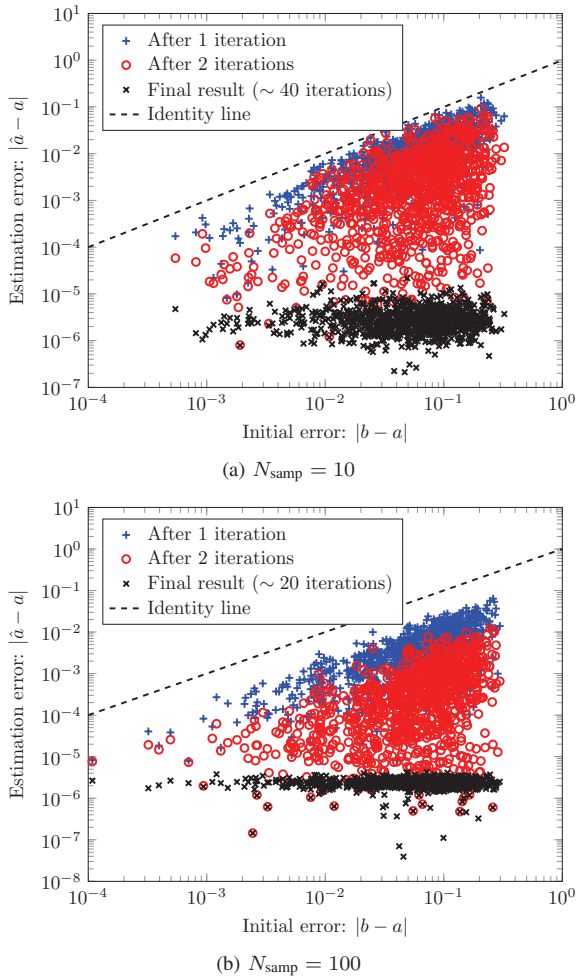 10^1
10^0
10^-1
10^-2
10^-3
10^-4
10^-5
10^-6
10^-7
Estimation error: |â − a|
After 1 iteration
After 2 iterations
Final result (∼ 40 iterations)
Identity line
10^-4 10^-3 10^-2 10^-1 10^0
Initial error: |b − a|
(a) N_samp = 10
10^1
10^0
10^-1
10^-2
10^-3
10^-4
10^-5
10^-6
10^-7
10^-8
Estimation error: |â − a|
After 1 iteration
After 2 iterations
Final result (∼ 20 iterations)
Identity line
10^-4 10^-3 10^-2 10^-1 10^0
Initial error: |b − a|
(b) N_samp = 100